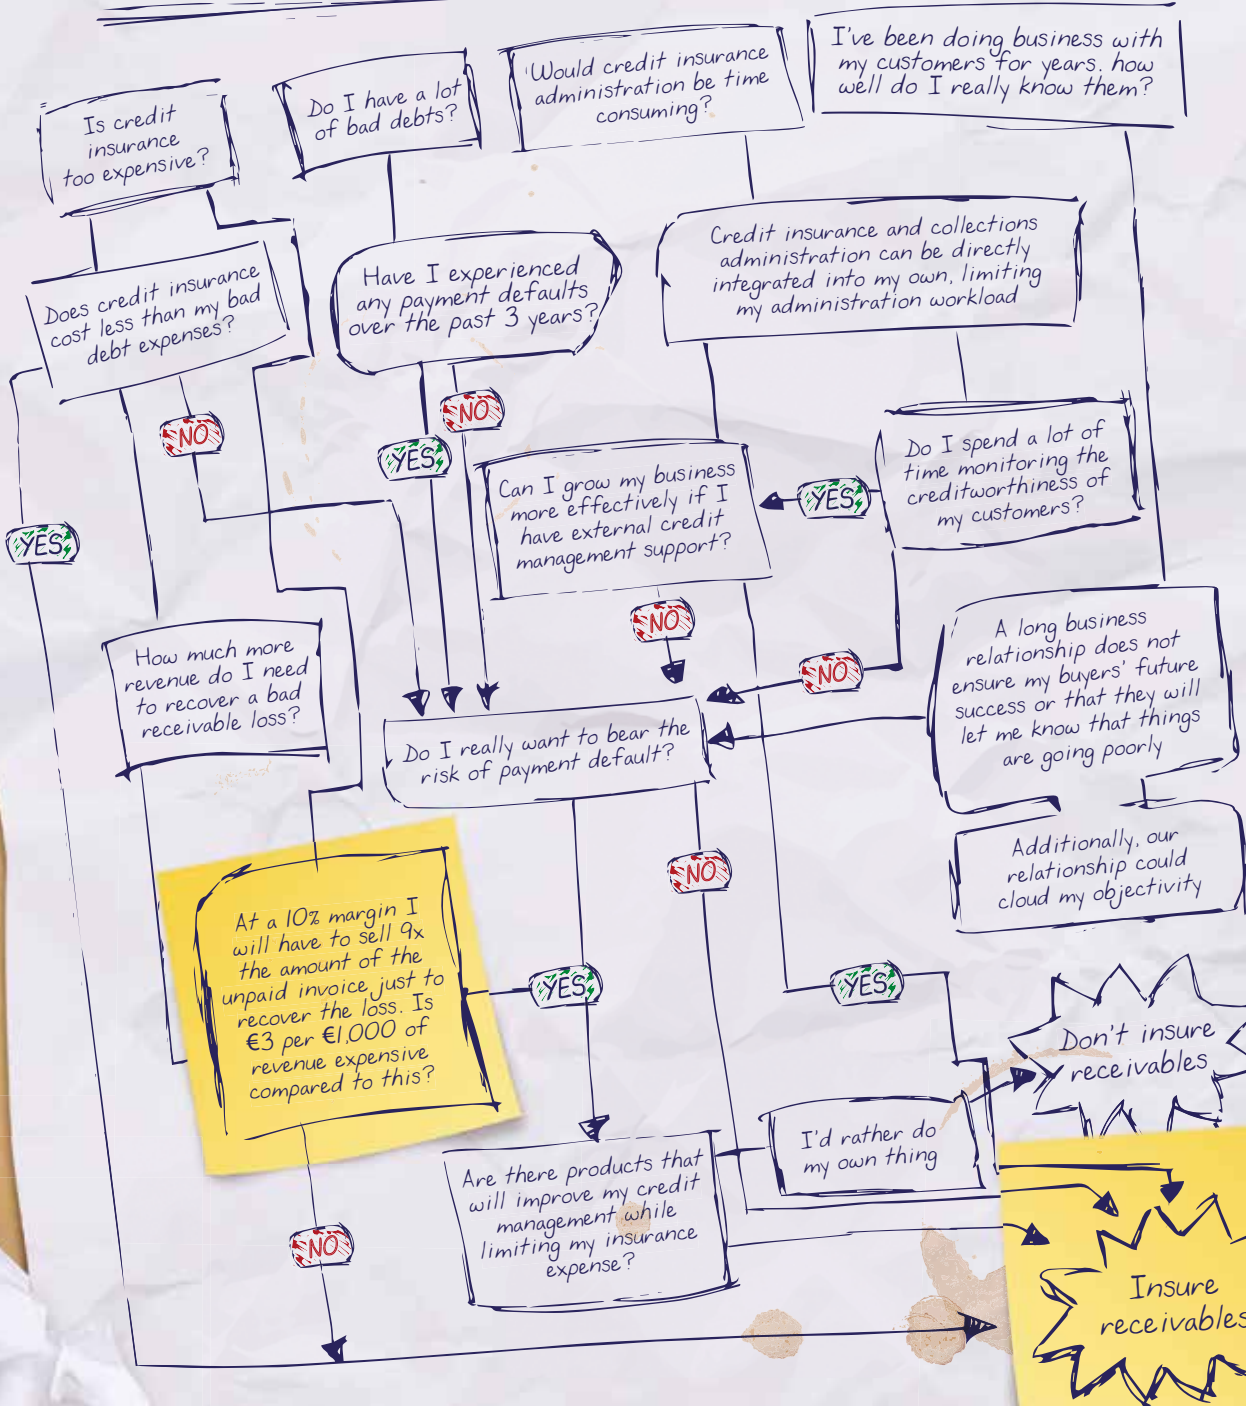 Is credit
insurance
too expensive?
Do I have a lot
of bad debts?
Would credit insurance
administration be time
consuming?
I've been doing business with
my customers for years. how
well do I really know them?
Does credit insurance
cost less than my bad
debt expenses?
Have I experienced
any payment defaults
over the past 3 years?
Credit insurance and collections
administration can be directly
integrated into my own, limiting
my administration workload
NO
NO
YES
YES
Can I grow my business
more effectively if I
have external credit
management support?
YES
Do I spend a lot of
time monitoring the
creditworthiness of
my customers?
NO
NO
How much more
revenue do I need
to recover a bad
receivable loss?
A long business
relationship does not
ensure my buyers' future
success or that they will
let me know that things
are going poorly
Do I really want to bear the
risk of payment default?
Additionally, our
relationship could
cloud my objectivity
NO
At a 10% margin I
will have to sell 9x
the amount of the
unpaid invoice just to
recover the loss. Is
€3 per €1,000 of
revenue expensive
compared to this?
YES
YES
Don't insure
receivables
I'd rather do
my own thing
Are there products that
will improve my credit
management while
limiting my insurance
expense?
NO
Insure
receivables